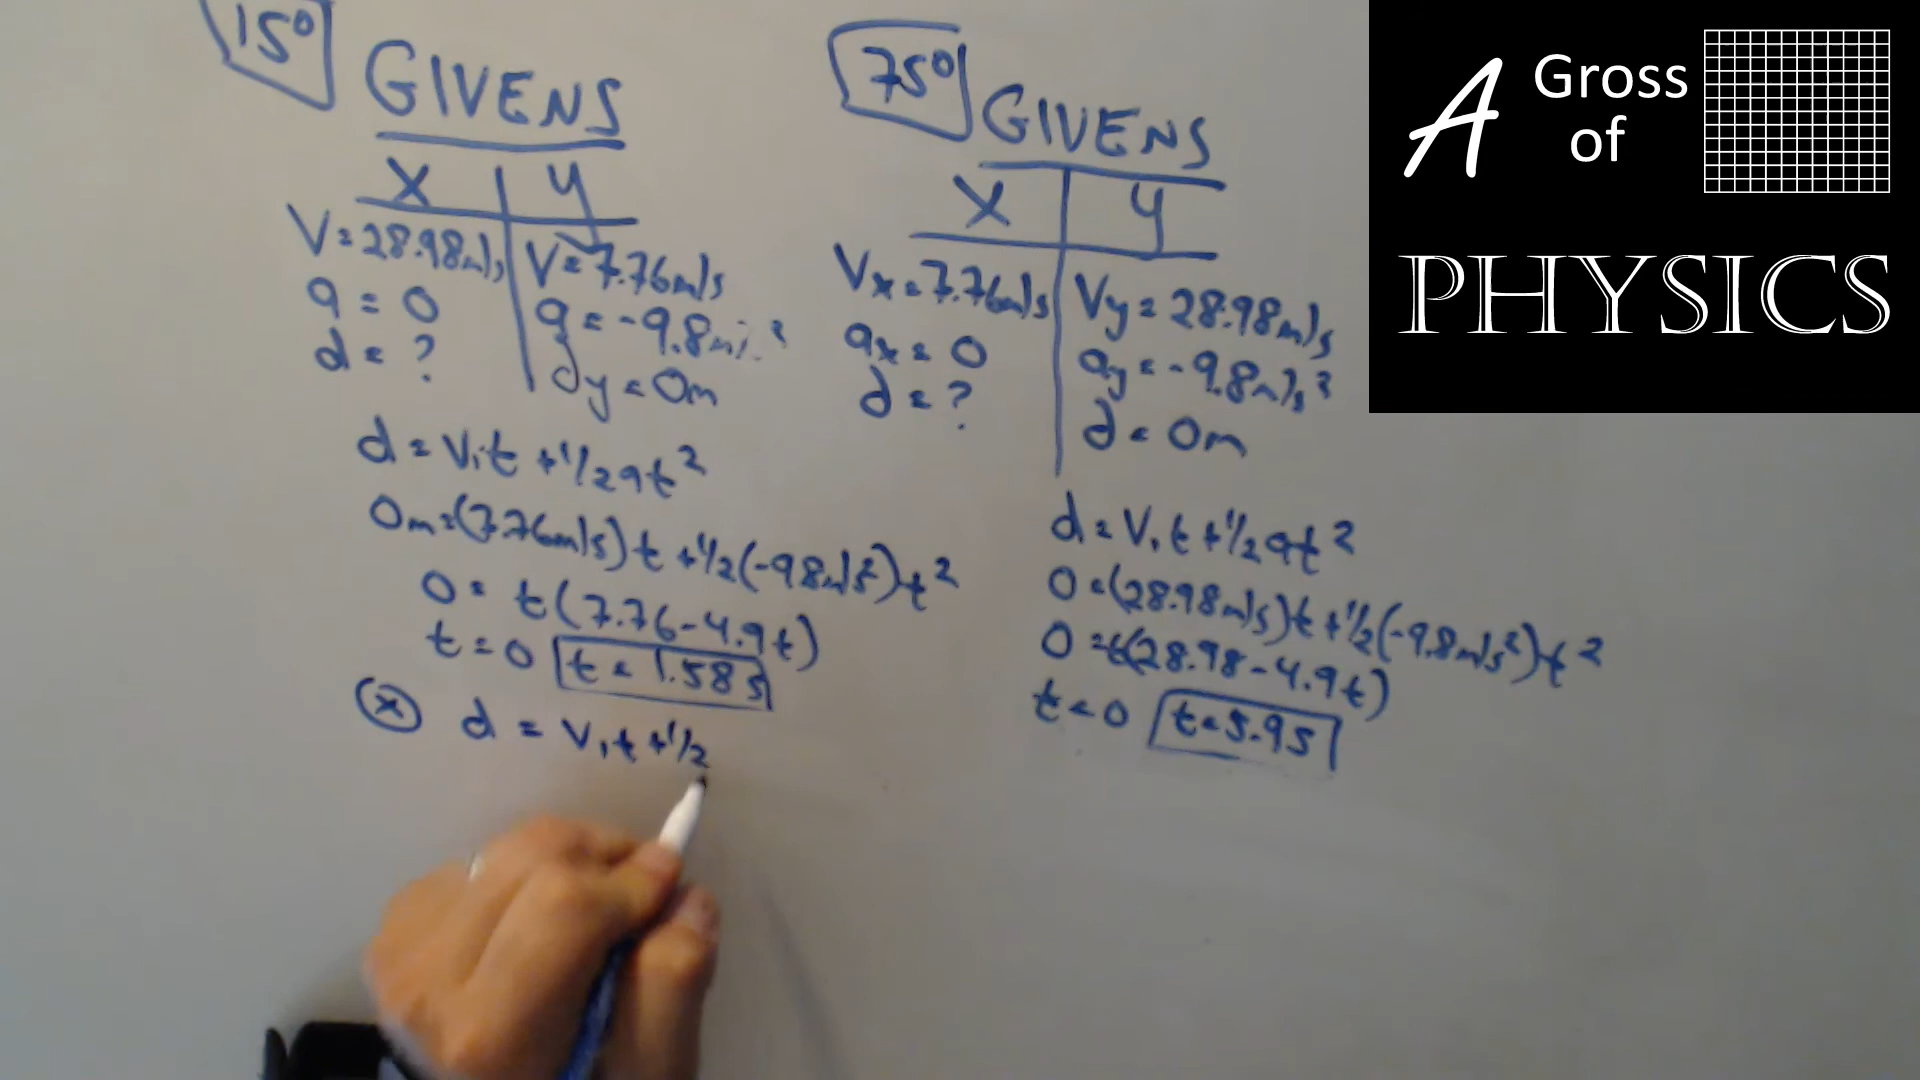 15°
GIVENS
x y
V=28.98m/s V=7.76m/s
a=0 a=-9.8m/s²
d=? dy=0m
d=V₁t+1/2at²
0m=(7.76m/s)t+1/2(-9.8m/s²)t²
0=t(7.76-4.9t)
t=0 t=1.58s
x d=V₁t+1/2
75°
GIVENS
x y
Vx=7.76m/s Vy=28.98m/s
ax=0 ay=-9.8m/s²
d=? d=0m
d=V₁t+1/2at²
0=(28.98m/s)t+1/2(-9.8m/s²)t²
0=t(28.98-4.9t)
t=0 t=5.9s
A Gross
of
PHYSICS